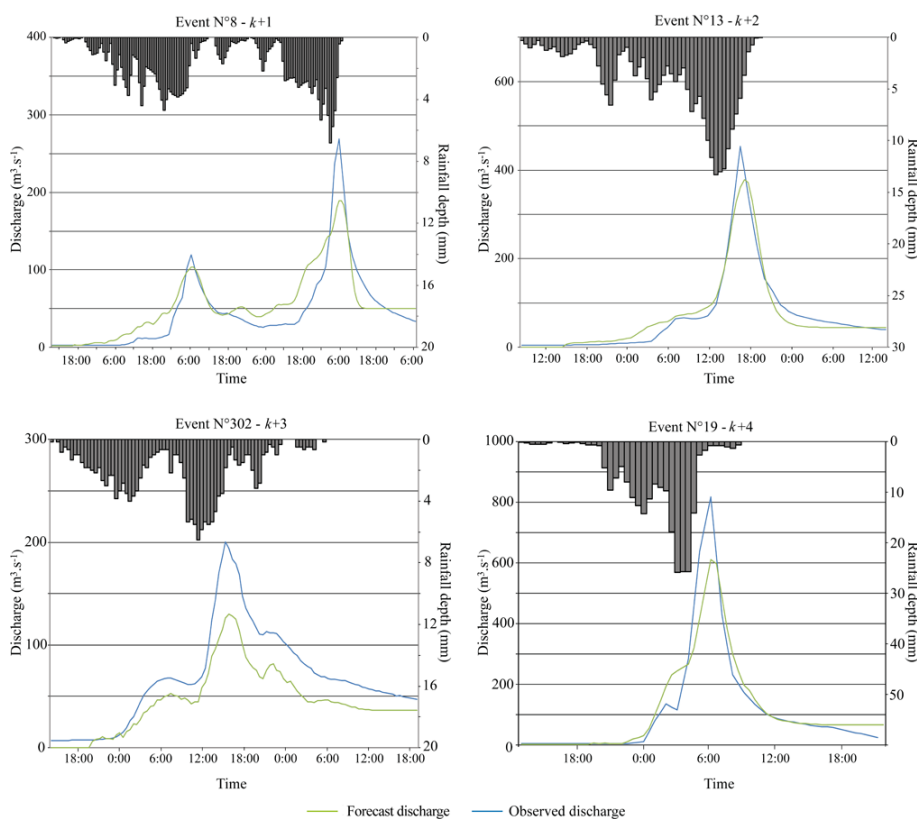 Event N°8 - k+1
Event N°13 - k+2
400
300
200
100
0
Discharge (m³.s⁻¹)
0
4
8
12
16
20
Rainfall depth (mm)
18:00 6:00 18:00 6:00 18:00 6:00 18:00 6:00 18:00 6:00
Time
600
400
200
0
Discharge (m³.s⁻¹)
0
5
10
15
20
25
30
Rainfall depth (mm)
12:00 18:00 0:00 6:00 12:00 18:00 0:00 6:00 12:00
Time
Event N°302 - k+3
Event N°19 - k+4
300
200
100
0
Discharge (m³.s⁻¹)
0
4
8
12
16
20
Rainfall depth (mm)
18:00 0:00 6:00 12:00 18:00 0:00 6:00 12:00 18:00
Time
1000
800
600
400
200
0
Discharge (m³.s⁻¹)
0
10
20
30
40
50
Rainfall depth (mm)
18:00 0:00 6:00 12:00 18:00
Time
Forecast discharge Observed discharge